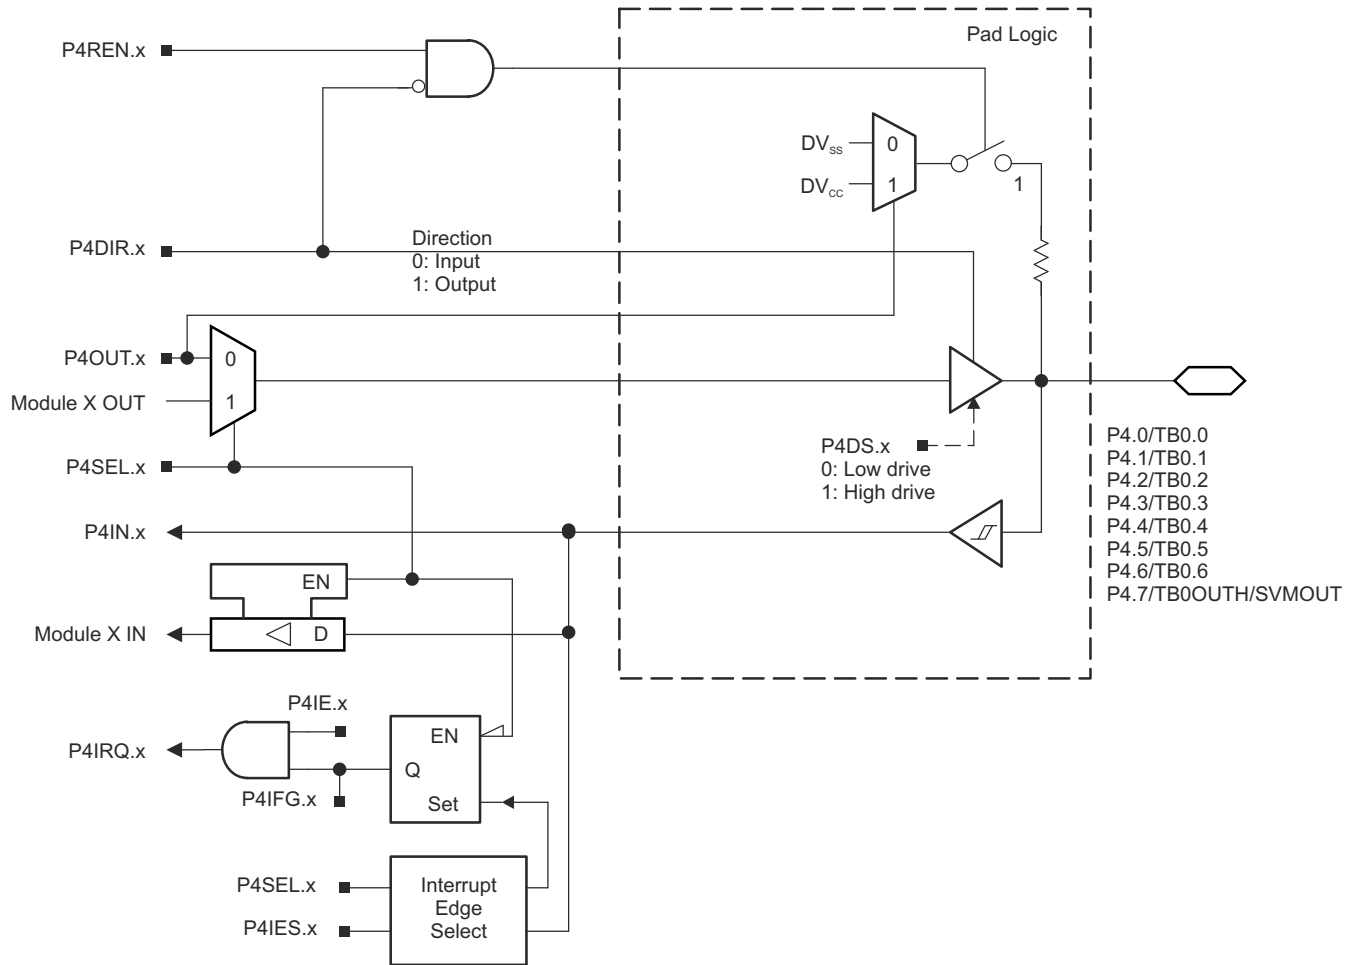 Pad Logic
P4REN.x
DVSS
0
DVCC
1
1
P4DIR.x
Direction
0: Input
1: Output
P4OUT.x
0
Module X OUT
1
P4SEL.x
P4DS.x
0: Low drive
1: High drive
P4.0/TB0.0
P4.1/TB0.1
P4.2/TB0.2
P4.3/TB0.3
P4.4/TB0.4
P4.5/TB0.5
P4.6/TB0.6
P4.7/TB0OUTH/SVMOUT
P4IN.x
EN
Module X IN
D
P4IE.x
P4IRQ.x
EN
Q
P4IFG.x
Set
P4SEL.x
P4IES.x
Interrupt
Edge
Select